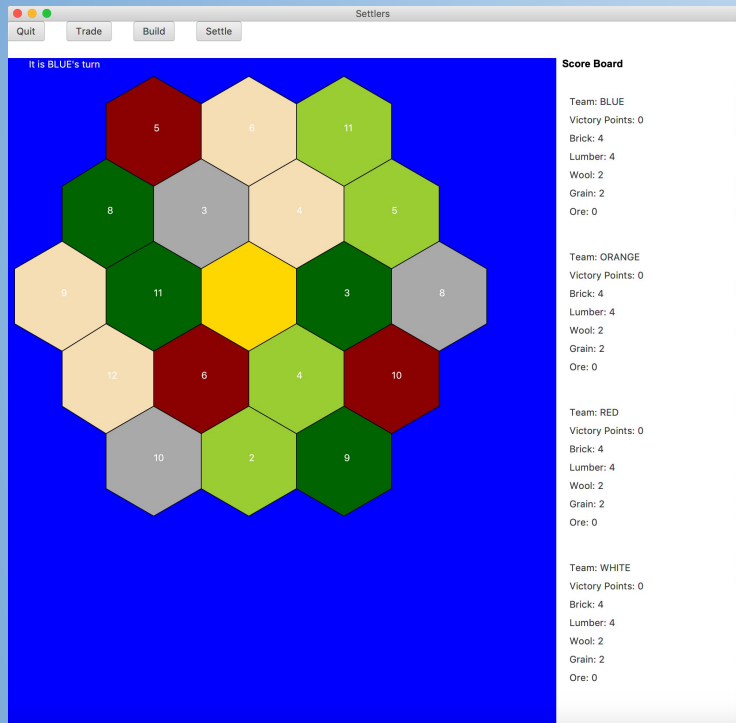 Settlers
Quit Trade Build Settle
It is BLUE's turn
5 6 11
8 3 4 5
9 11 3 8
12 6 4 10
10 2 9
Score Board
Team: BLUE
Victory Points: 0
Brick: 4
Lumber: 4
Wool: 2
Grain: 2
Ore: 0
Team: ORANGE
Victory Points: 0
Brick: 4
Lumber: 4
Wool: 2
Grain: 2
Ore: 0
Team: RED
Victory Points: 0
Brick: 4
Lumber: 4
Wool: 2
Grain: 2
Ore: 0
Team: WHITE
Victory Points: 0
Brick: 4
Lumber: 4
Wool: 2
Grain: 2
Ore: 0